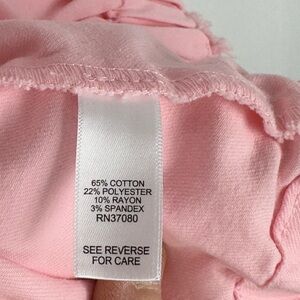 65% COTTON
22% POLYESTER
10% RAYON
3% SPANDEX
RN37080
SEE REVERSE
FOR CARE